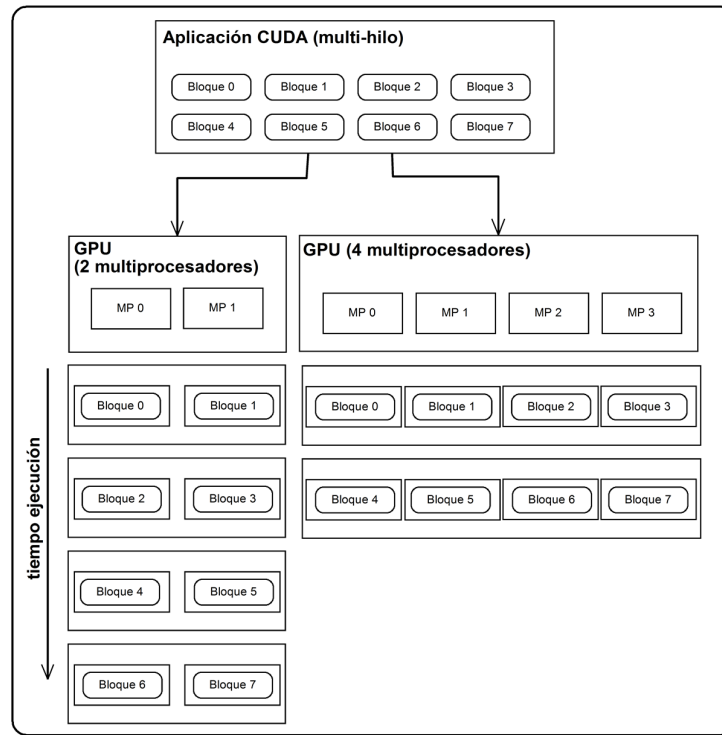 Aplicación CUDA (multi-hilo)
Bloque 0 Bloque 1 Bloque 2 Bloque 3
Bloque 4 Bloque 5 Bloque 6 Bloque 7
GPU
(2 multiprocesadores)
MP 0 MP 1
GPU (4 multiprocesadores)
MP 0 MP 1 MP 2 MP 3
tiempo ejecución
Bloque 0 Bloque 1
Bloque 2 Bloque 3
Bloque 4 Bloque 5
Bloque 6 Bloque 7
Bloque 0 Bloque 1 Bloque 2 Bloque 3
Bloque 4 Bloque 5 Bloque 6 Bloque 7